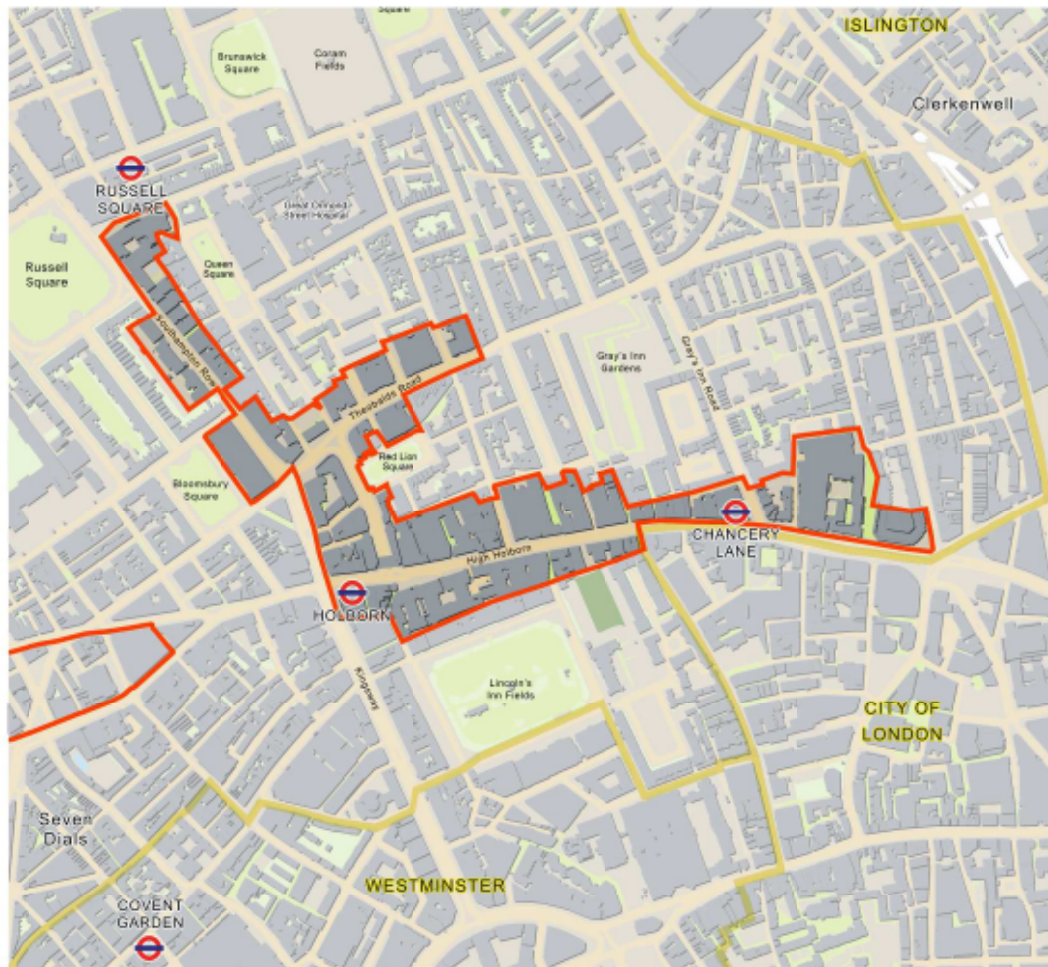 ISLINGTON
Coram
Fields
Brunswick
Square
Clerkenwell
RUSSELL
SQUARE
Great Ormond
Street Hospital
Russell
Square
Queen
Square
Southampton Row
Gray's Inn
Gardens
Gray's Inn Road
Theobalds Road
Red Lion
Square
Bloomsbury
Square
CHANCERY
LANE
High Holborn
HOLBORN
Kingsway
Lincoln's
Inn Fields
CITY OF
LONDON
Seven
Dials
WESTMINSTER
COVENT
GARDEN